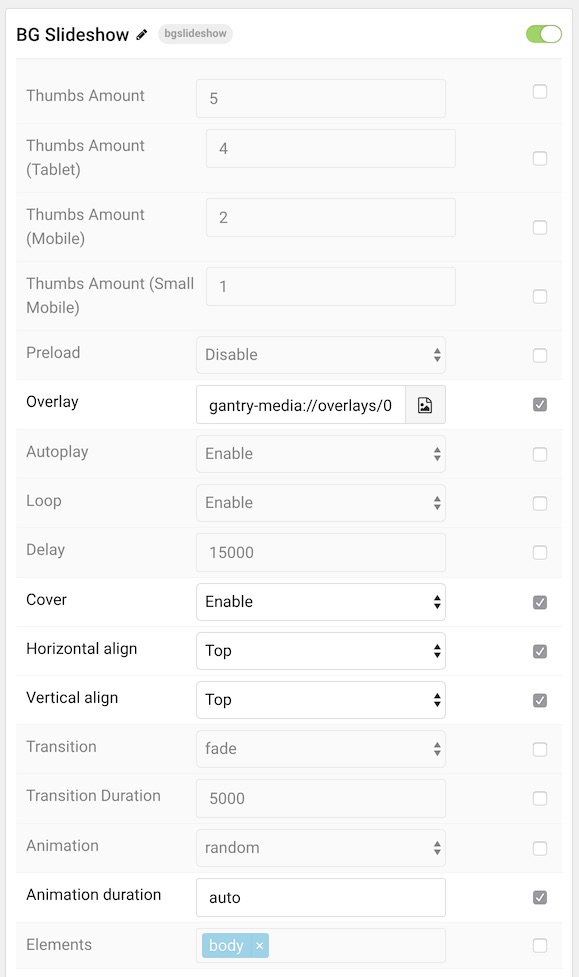 BG Slideshow bgslideshow
Thumbs Amount 5
Thumbs Amount 4
(Tablet)
Thumbs Amount 2
(Mobile)
Thumbs Amount (Small 1
Mobile)
Preload Disable
Overlay gantry-media://overlays/0
Autoplay Enable
Loop Enable
Delay 15000
Cover Enable
Horizontal align Top
Vertical align Top
Transition fade
Transition Duration 5000
Animation random
Animation duration auto
Elements body ×